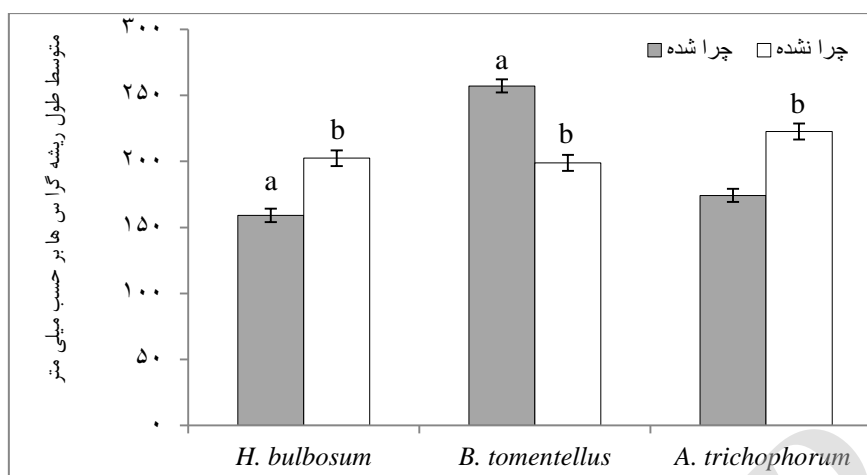 متوسط طول ریشه گراس ها بر حسب میلی متر
چرا شده
چرا نشده
۳۰۰
۲۵۰
۲۰۰
۱۵۰
۱۰۰
۵۰
۰
a
b
a
b
b
H. bulbosum
B. tomentellus
A. trichophorum